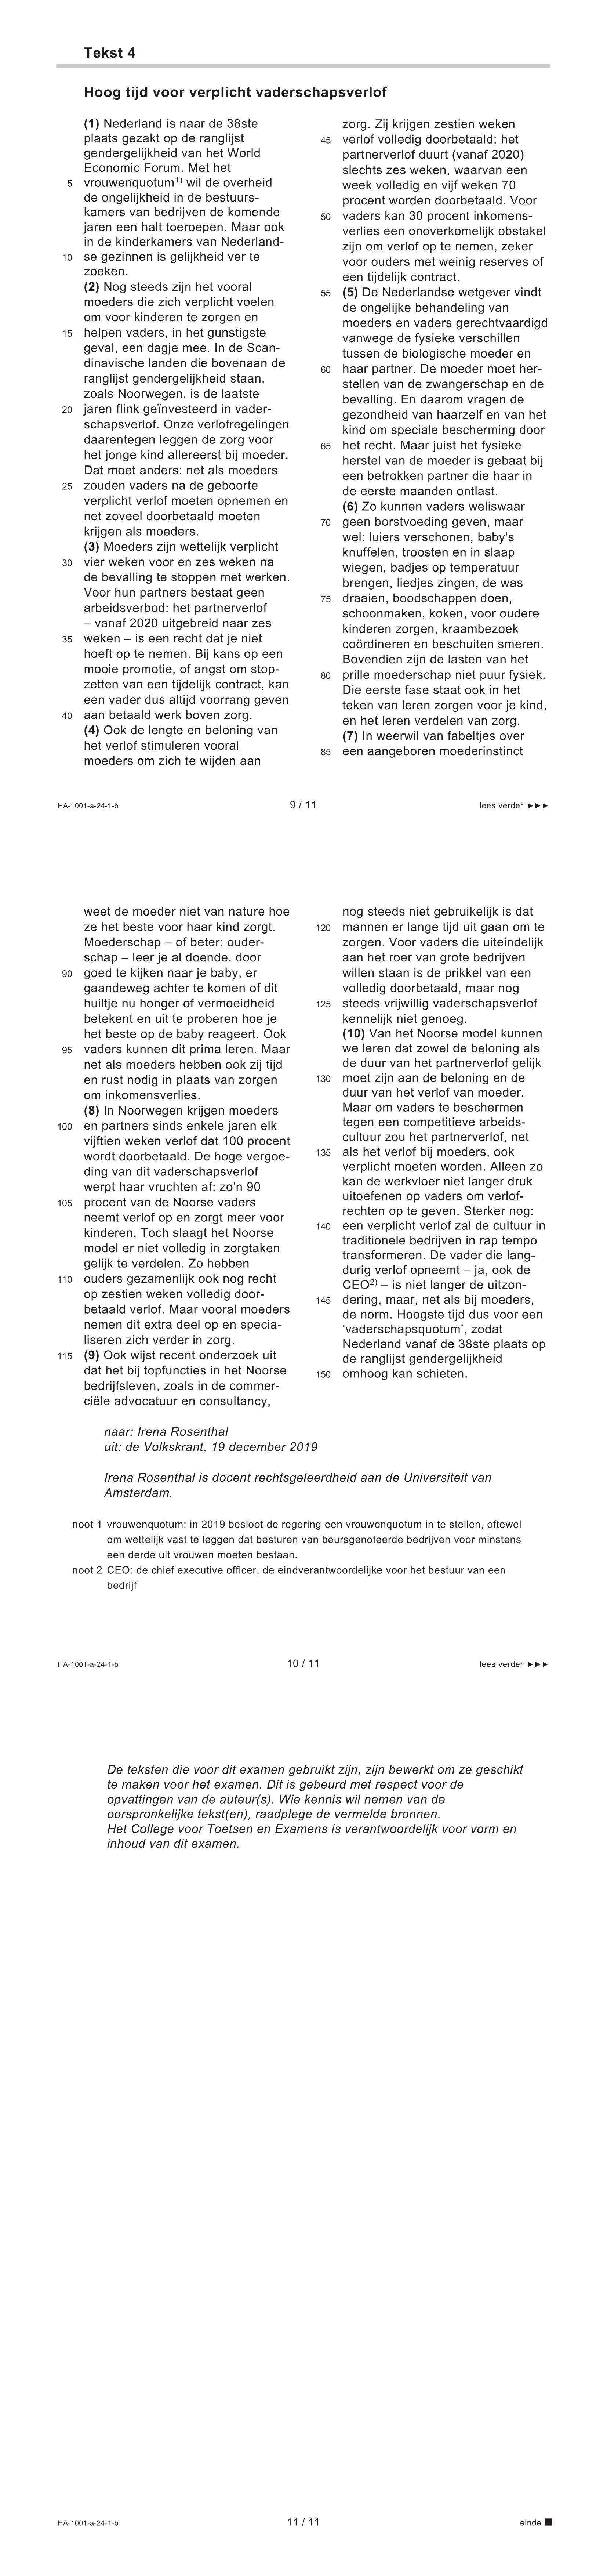 Tekst 4
Hoog tijd voor verplicht vaderschapsverlof
(1) Nederland is naar de 38ste
plaats gezakt op de ranglijst
gendergelijkheid van het World
Economic Forum. Met het
5 vrouwenquotum1) wil de overheid
de ongelijkheid in de bestuurs-
kamers van bedrijven de komende
jaren een halt toeroepen. Maar ook
in de kinderkamers van Nederland-
10 se gezinnen is gelijkheid ver te
zoeken.
(2) Nog steeds zijn het vooral
moeders die zich verplicht voelen
om voor kinderen te zorgen en
15 helpen vaders, in het gunstigste
geval, een dagje mee. In de Scan-
dinavische landen die bovenaan de
ranglijst gendergelijkheid staan,
zoals Noorwegen, is de laatste
20 jaren flink geïnvesteerd in vader-
schapsverlof. Onze verlofregelingen
daarentegen leggen de zorg voor
het jonge kind allereerst bij moeder.
Dat moet anders: net als moeders
25 zouden vaders na de geboorte
verplicht verlof moeten opnemen en
net zoveel doorbetaald moeten
krijgen als moeders.
(3) Moeders zijn wettelijk verplicht
30 vier weken voor en zes weken na
de bevalling te stoppen met werken.
Voor hun partners bestaat geen
arbeidsverbod: het partnerverlof
– vanaf 2020 uitgebreid naar zes
35 weken – is een recht dat je niet
hoeft op te nemen. Bij kans op een
mooie promotie, of angst om stop-
zetten van een tijdelijk contract, kan
een vader dus altijd voorrang geven
40 aan betaald werk boven zorg.
(4) Ook de lengte en beloning van
het verlof stimuleren vooral
moeders om zich te wijden aan
zorg. Zij krijgen zestien weken
45 verlof volledig doorbetaald; het
partnerverlof duurt (vanaf 2020)
slechts zes weken, waarvan een
week volledig en vijf weken 70
procent worden doorbetaald. Voor
50 vaders kan 30 procent inkomens-
verlies een onoverkomelijk obstakel
zijn om verlof op te nemen, zeker
voor ouders met weinig reserves of
een tijdelijk contract.
55 (5) De Nederlandse wetgever vindt
de ongelijke behandeling van
moeders en vaders gerechtvaardigd
vanwege de fysieke verschillen
tussen de biologische moeder en
60 haar partner. De moeder moet her-
stellen van de zwangerschap en de
bevalling. En daarom vragen de
gezondheid van haarzelf en van het
kind om speciale bescherming door
65 het recht. Maar juist het fysieke
herstel van de moeder is gebaat bij
een betrokken partner die haar in
de eerste maanden ontlast.
(6) Zo kunnen vaders weliswaar
70 geen borstvoeding geven, maar
wel: luiers verschonen, baby's
knuffelen, troosten en in slaap
wiegen, badjes op temperatuur
brengen, liedjes zingen, de was
75 draaien, boodschappen doen,
schoonmaken, koken, voor oudere
kinderen zorgen, kraambezoek
coördineren en beschuiten smeren.
Bovendien zijn de lasten van het
80 prille moederschap niet puur fysiek.
Die eerste fase staat ook in het
teken van leren zorgen voor je kind,
en het leren verdelen van zorg.
(7) In weerwil van fabeltjes over
85 een aangeboren moederinstinct
HA-1001-a-24-1-b 9 / 11 lees verder ►►►
weet de moeder niet van nature hoe
ze het beste voor haar kind zorgt.
Moederschap – of beter: ouder-
schap – leer je al doende, door
90 goed te kijken naar je baby, er
gaandeweg achter te komen of dit
huiltje nu honger of vermoeidheid
betekent en uit te proberen hoe je
het beste op de baby reageert. Ook
95 vaders kunnen dit prima leren. Maar
net als moeders hebben ook zij tijd
en rust nodig in plaats van zorgen
om inkomensverlies.
(8) In Noorwegen krijgen moeders
100 en partners sinds enkele jaren elk
vijftien weken verlof dat 100 procent
wordt doorbetaald. De hoge vergoe-
ding van dit vaderschapsverlof
werpt haar vruchten af: zo'n 90
105 procent van de Noorse vaders
neemt verlof op en zorgt meer voor
kinderen. Toch slaagt het Noorse
model er niet volledig in zorgtaken
gelijk te verdelen. Zo hebben
110 ouders gezamenlijk ook nog recht
op zestien weken volledig door-
betaald verlof. Maar vooral moeders
nemen dit extra deel op en specia-
liseren zich verder in zorg.
115 (9) Ook wijst recent onderzoek uit
dat het bij topfuncties in het Noorse
bedrijfsleven, zoals in de commer-
ciële advocatuur en consultancy,
nog steeds niet gebruikelijk is dat
120 mannen er lange tijd uit gaan om te
zorgen. Voor vaders die uiteindelijk
aan het roer van grote bedrijven
willen staan is de prikkel van een
volledig doorbetaald, maar nog
125 steeds vrijwillig vaderschapsverlof
kennelijk niet genoeg.
(10) Van het Noorse model kunnen
we leren dat zowel de beloning als
de duur van het partnerverlof gelijk
130 moet zijn aan de beloning en de
duur van het verlof van moeder.
Maar om vaders te beschermen
tegen een competitieve arbeids-
cultuur zou het partnerverlof, net
135 als het verlof bij moeders, ook
verplicht moeten worden. Alleen zo
kan de werkvloer niet langer druk
uitoefenen op vaders om verlof-
rechten op te geven. Sterker nog:
140 een verplicht verlof zal de cultuur in
traditionele bedrijven in rap tempo
transformeren. De vader die lang-
durig verlof opneemt – ja, ook de
CEO2) – is niet langer de uitzon-
145 dering, maar, net als bij moeders,
de norm. Hoogste tijd dus voor een
‘vaderschapsquotum’, zodat
Nederland vanaf de 38ste plaats op
de ranglijst gendergelijkheid
150 omhoog kan schieten.
naar: Irena Rosenthal
uit: de Volkskrant, 19 december 2019
Irena Rosenthal is docent rechtsgeleerdheid aan de Universiteit van
Amsterdam.
noot 1 vrouwenquotum: in 2019 besloot de regering een vrouwenquotum in te stellen, oftewel
om wettelijk vast te leggen dat besturen van beursgenoteerde bedrijven voor minstens
een derde uit vrouwen moeten bestaan.
noot 2 CEO: de chief executive officer, de eindverantwoordelijke voor het bestuur van een
bedrijf
HA-1001-a-24-1-b 10 / 11 lees verder ►►►
De teksten die voor dit examen gebruikt zijn, zijn bewerkt om ze geschikt
te maken voor het examen. Dit is gebeurd met respect voor de
opvattingen van de auteur(s). Wie kennis wil nemen van de
oorspronkelijke tekst(en), raadplege de vermelde bronnen.
Het College voor Toetsen en Examens is verantwoordelijk voor vorm en
inhoud van dit examen.
HA-1001-a-24-1-b 11 / 11 einde ■